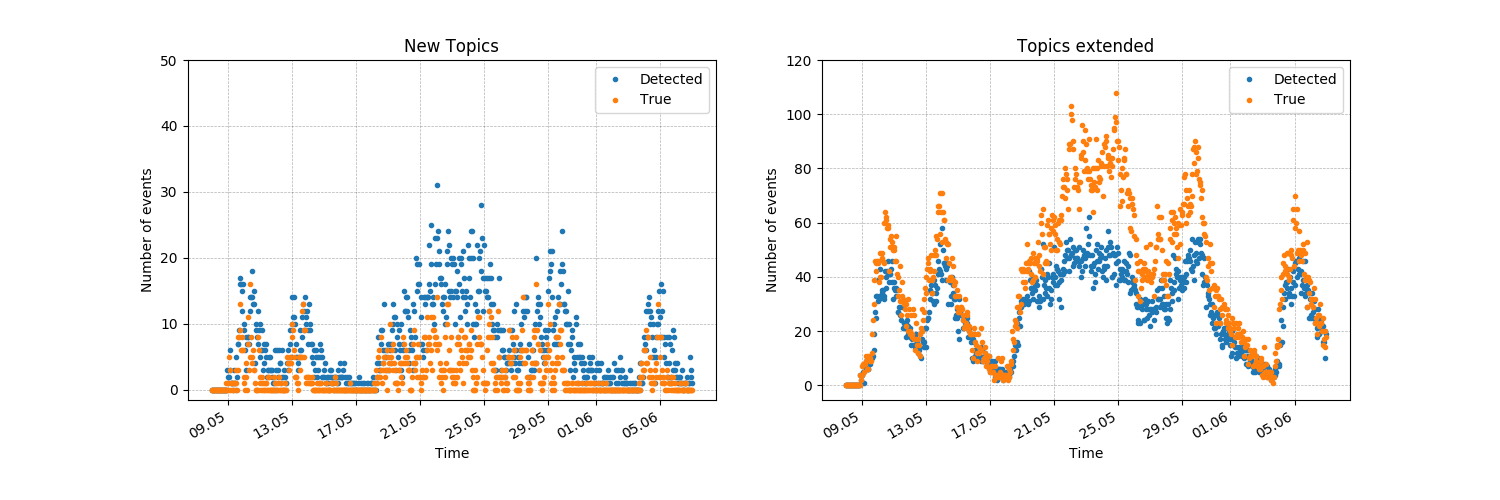 New Topics
50
40
30
20
10
0
Number of events
Detected
True
09.05
13.05
17.05
21.05
25.05
29.05
01.06
05.06
Time
Topics extended
120
100
80
60
40
20
0
Number of events
Detected
True
09.05
13.05
17.05
21.05
25.05
29.05
01.06
05.06
Time